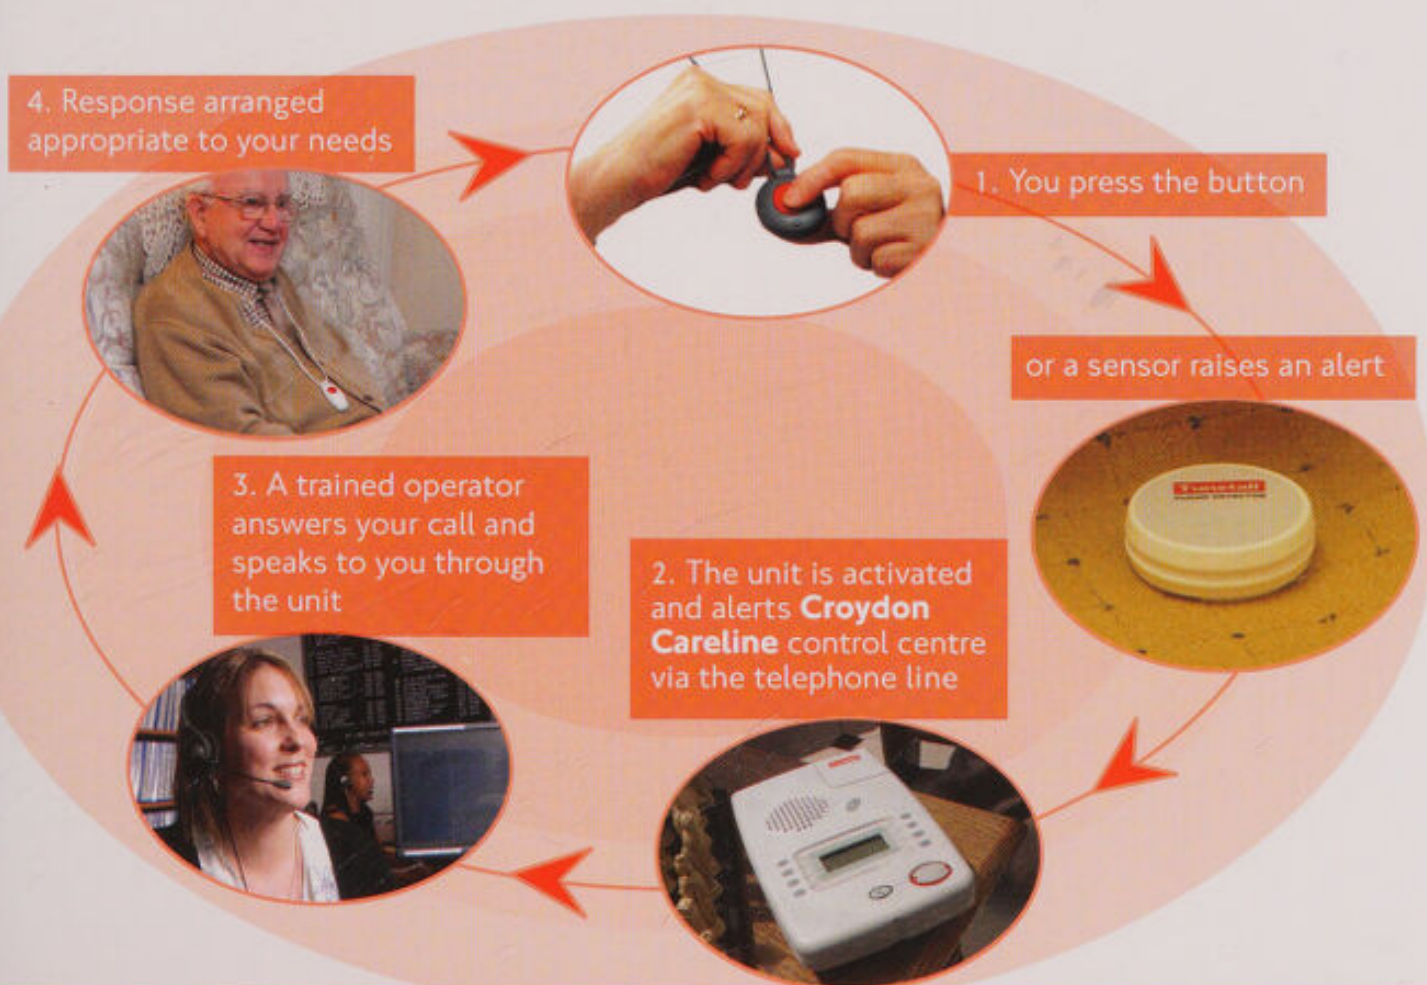 4. Response arranged
appropriate to your needs
1. You press the button
or a sensor raises an alert
Tunstall
3. A trained operator
answers your call and
speaks to you through
the unit
2. The unit is activated
and alerts Croydon
Careline control centre
via the telephone line